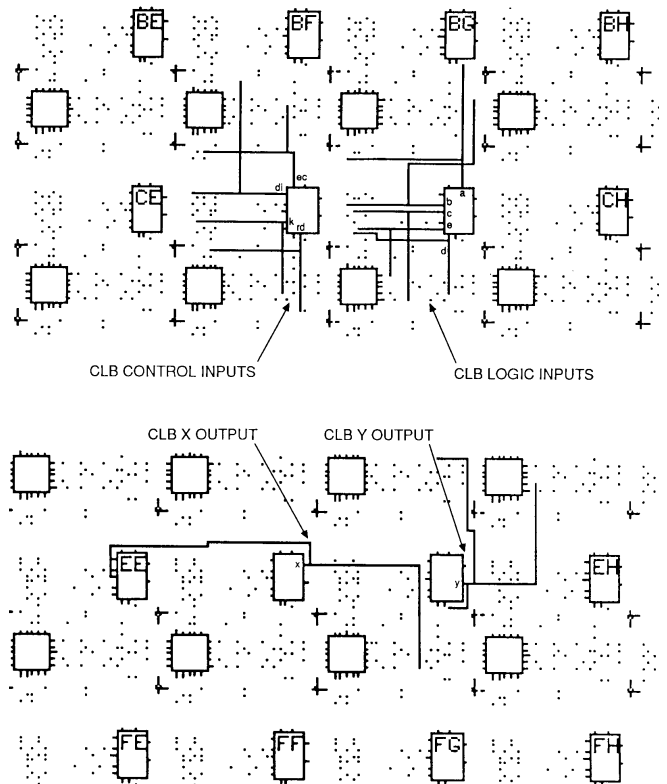 BE BF BG BH
ec
CE di a CH
b
k c
rd e
d
CLB CONTROL INPUTS CLB LOGIC INPUTS
CLB X OUTPUT CLB Y OUTPUT
EE x EH
y
FE FF FG FH